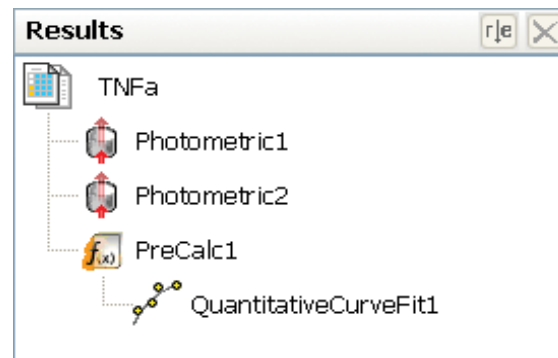 Results
r|e
TNFa
Photometric1
Photometric2
f(x) PreCalc1
QuantitativeCurveFit1